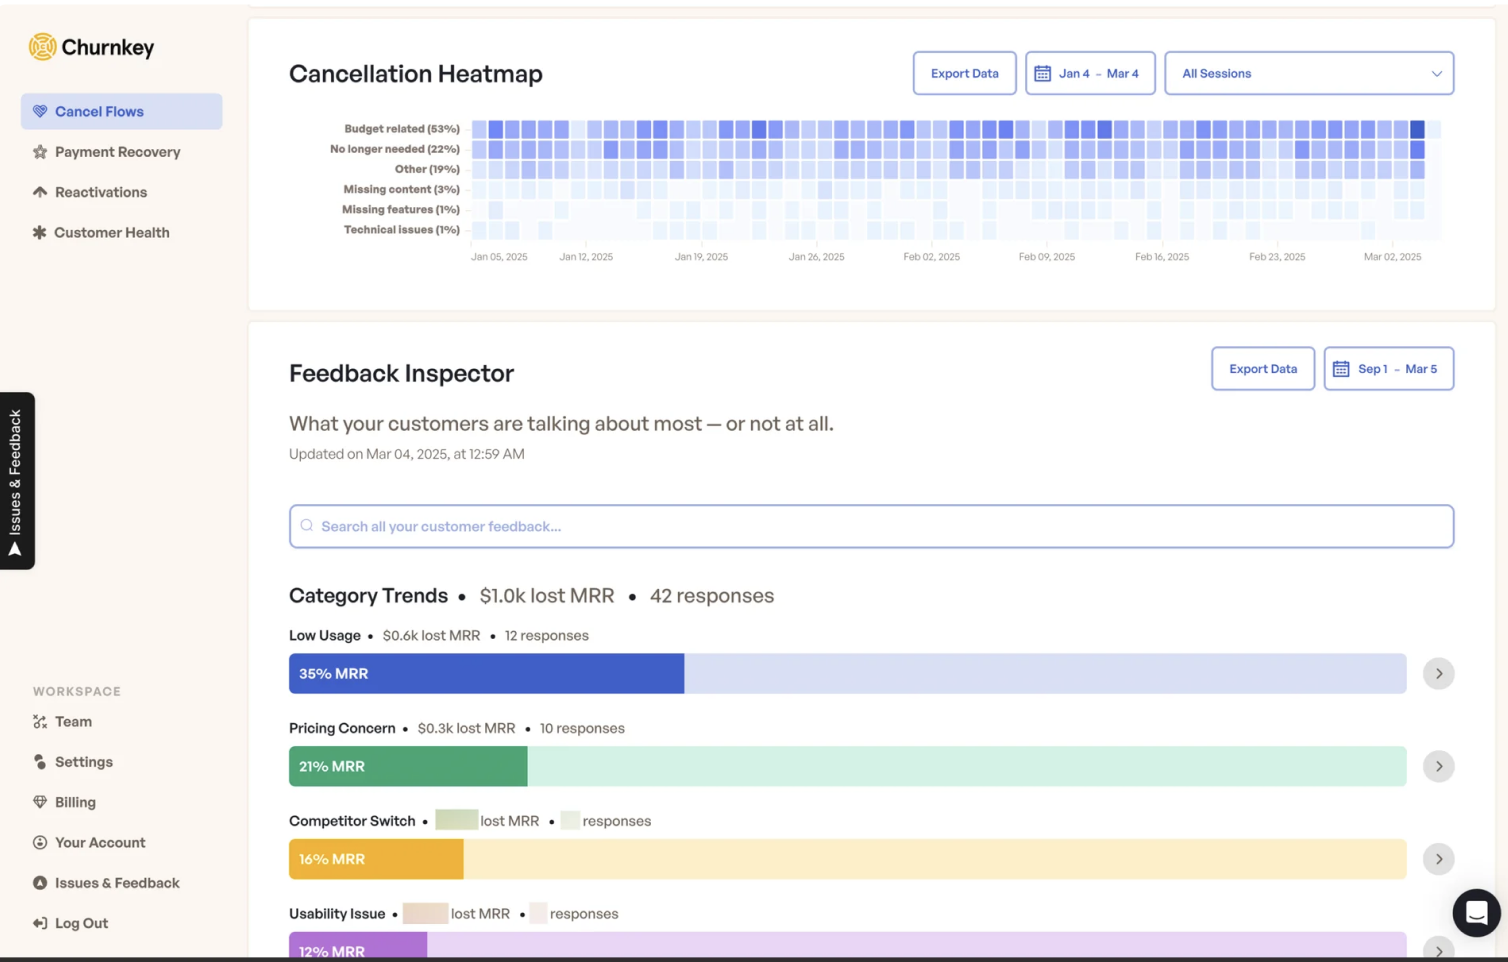 Churnkey
Cancel Flows
Payment Recovery
Reactivations
Customer Health
Issues & Feedback
WORKSPACE
Team
Settings
Billing
Your Account
Issues & Feedback
Log Out
Cancellation Heatmap
Export Data
Jan 4 - Mar 4
All Sessions
Budget related (53%)
No longer needed (22%)
Other (19%)
Missing content (3%)
Missing features (1%)
Technical issues (1%)
Jan 05, 2025 Jan 12, 2025 Jan 19, 2025 Jan 26, 2025 Feb 02, 2025 Feb 09, 2025 Feb 16, 2025 Feb 23, 2025 Mar 02, 2025
Feedback Inspector
Export Data
Sep 1 - Mar 5
What your customers are talking about most — or not at all.
Updated on Mar 04, 2025, at 12:59 AM
Search all your customer feedback...
Category Trends • $1.0k lost MRR • 42 responses
Low Usage • $0.6k lost MRR • 12 responses
35% MRR
Pricing Concern • $0.3k lost MRR • 10 responses
21% MRR
Competitor Switch • lost MRR • responses
16% MRR
Usability Issue • lost MRR • responses
12% MRR